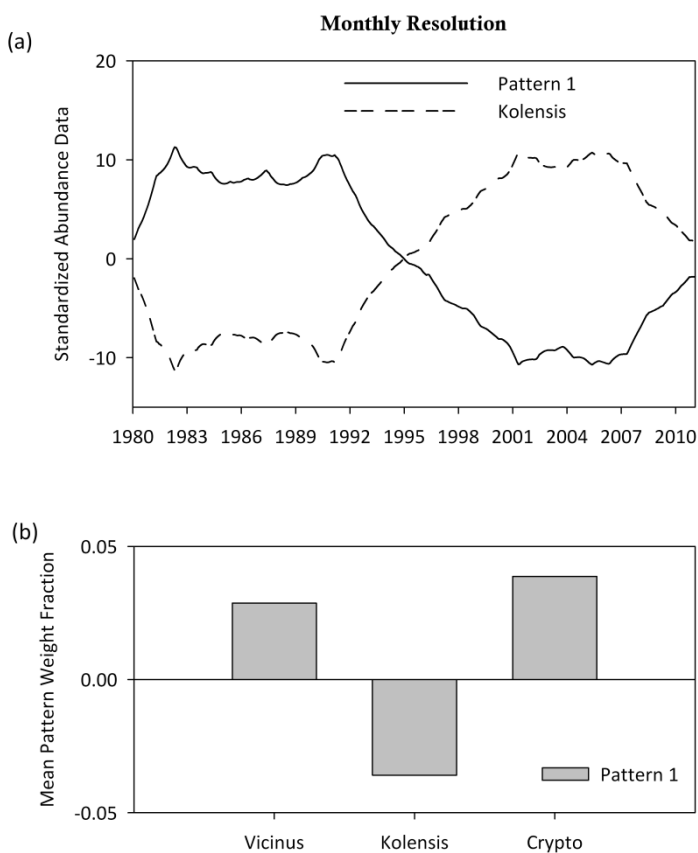 Monthly Resolution
(a)
Pattern 1
Kolensis
Standardized Abundance Data
20
10
0
-10
1980 1983 1986 1989 1992 1995 1998 2001 2004 2007 2010
(b)
Mean Pattern Weight Fraction
0.05
0.00
-0.05
Pattern 1
Vicinus Kolensis Crypto